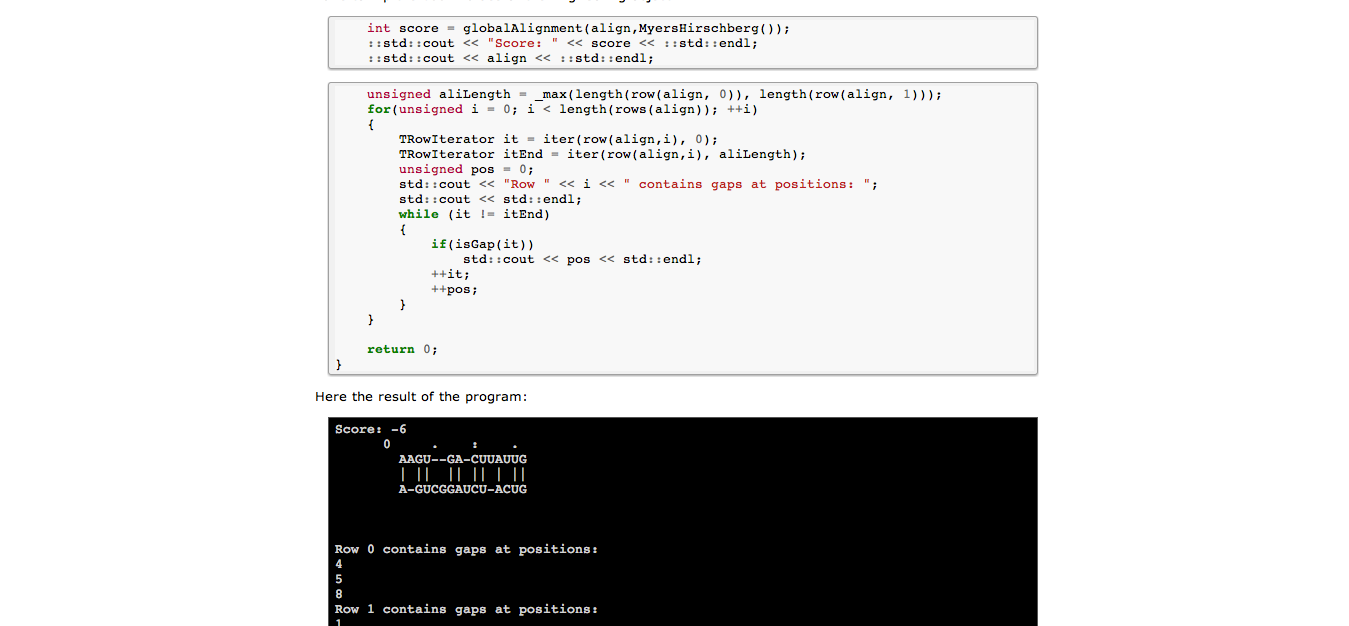 int score = globalAlignment(align,MyersHirschberg());
::std::cout << "Score: " << score << ::std::endl;
::std::cout << align << ::std::endl;
unsigned aliLength = _max(length(row(align, 0)), length(row(align, 1)));
for(unsigned i = 0; i < length(rows(align)); ++i)
{
TRowIterator it = iter(row(align,i), 0);
TRowIterator itEnd = iter(row(align,i), aliLength);
unsigned pos = 0;
std::cout << "Row " << i << " contains gaps at positions: ";
std::cout << std::endl;
while (it != itEnd)
{
if(isGap(it))
std::cout << pos << std::endl;
++it;
++pos;
}
}
return 0;
}
Here the result of the program:
Score: -6
0     .    :    .
AAGU--GA-CUUAUUG
| ||  || || | ||
A-GUCGGAUCU-ACUG
Row 0 contains gaps at positions:
4
5
8
Row 1 contains gaps at positions:
1